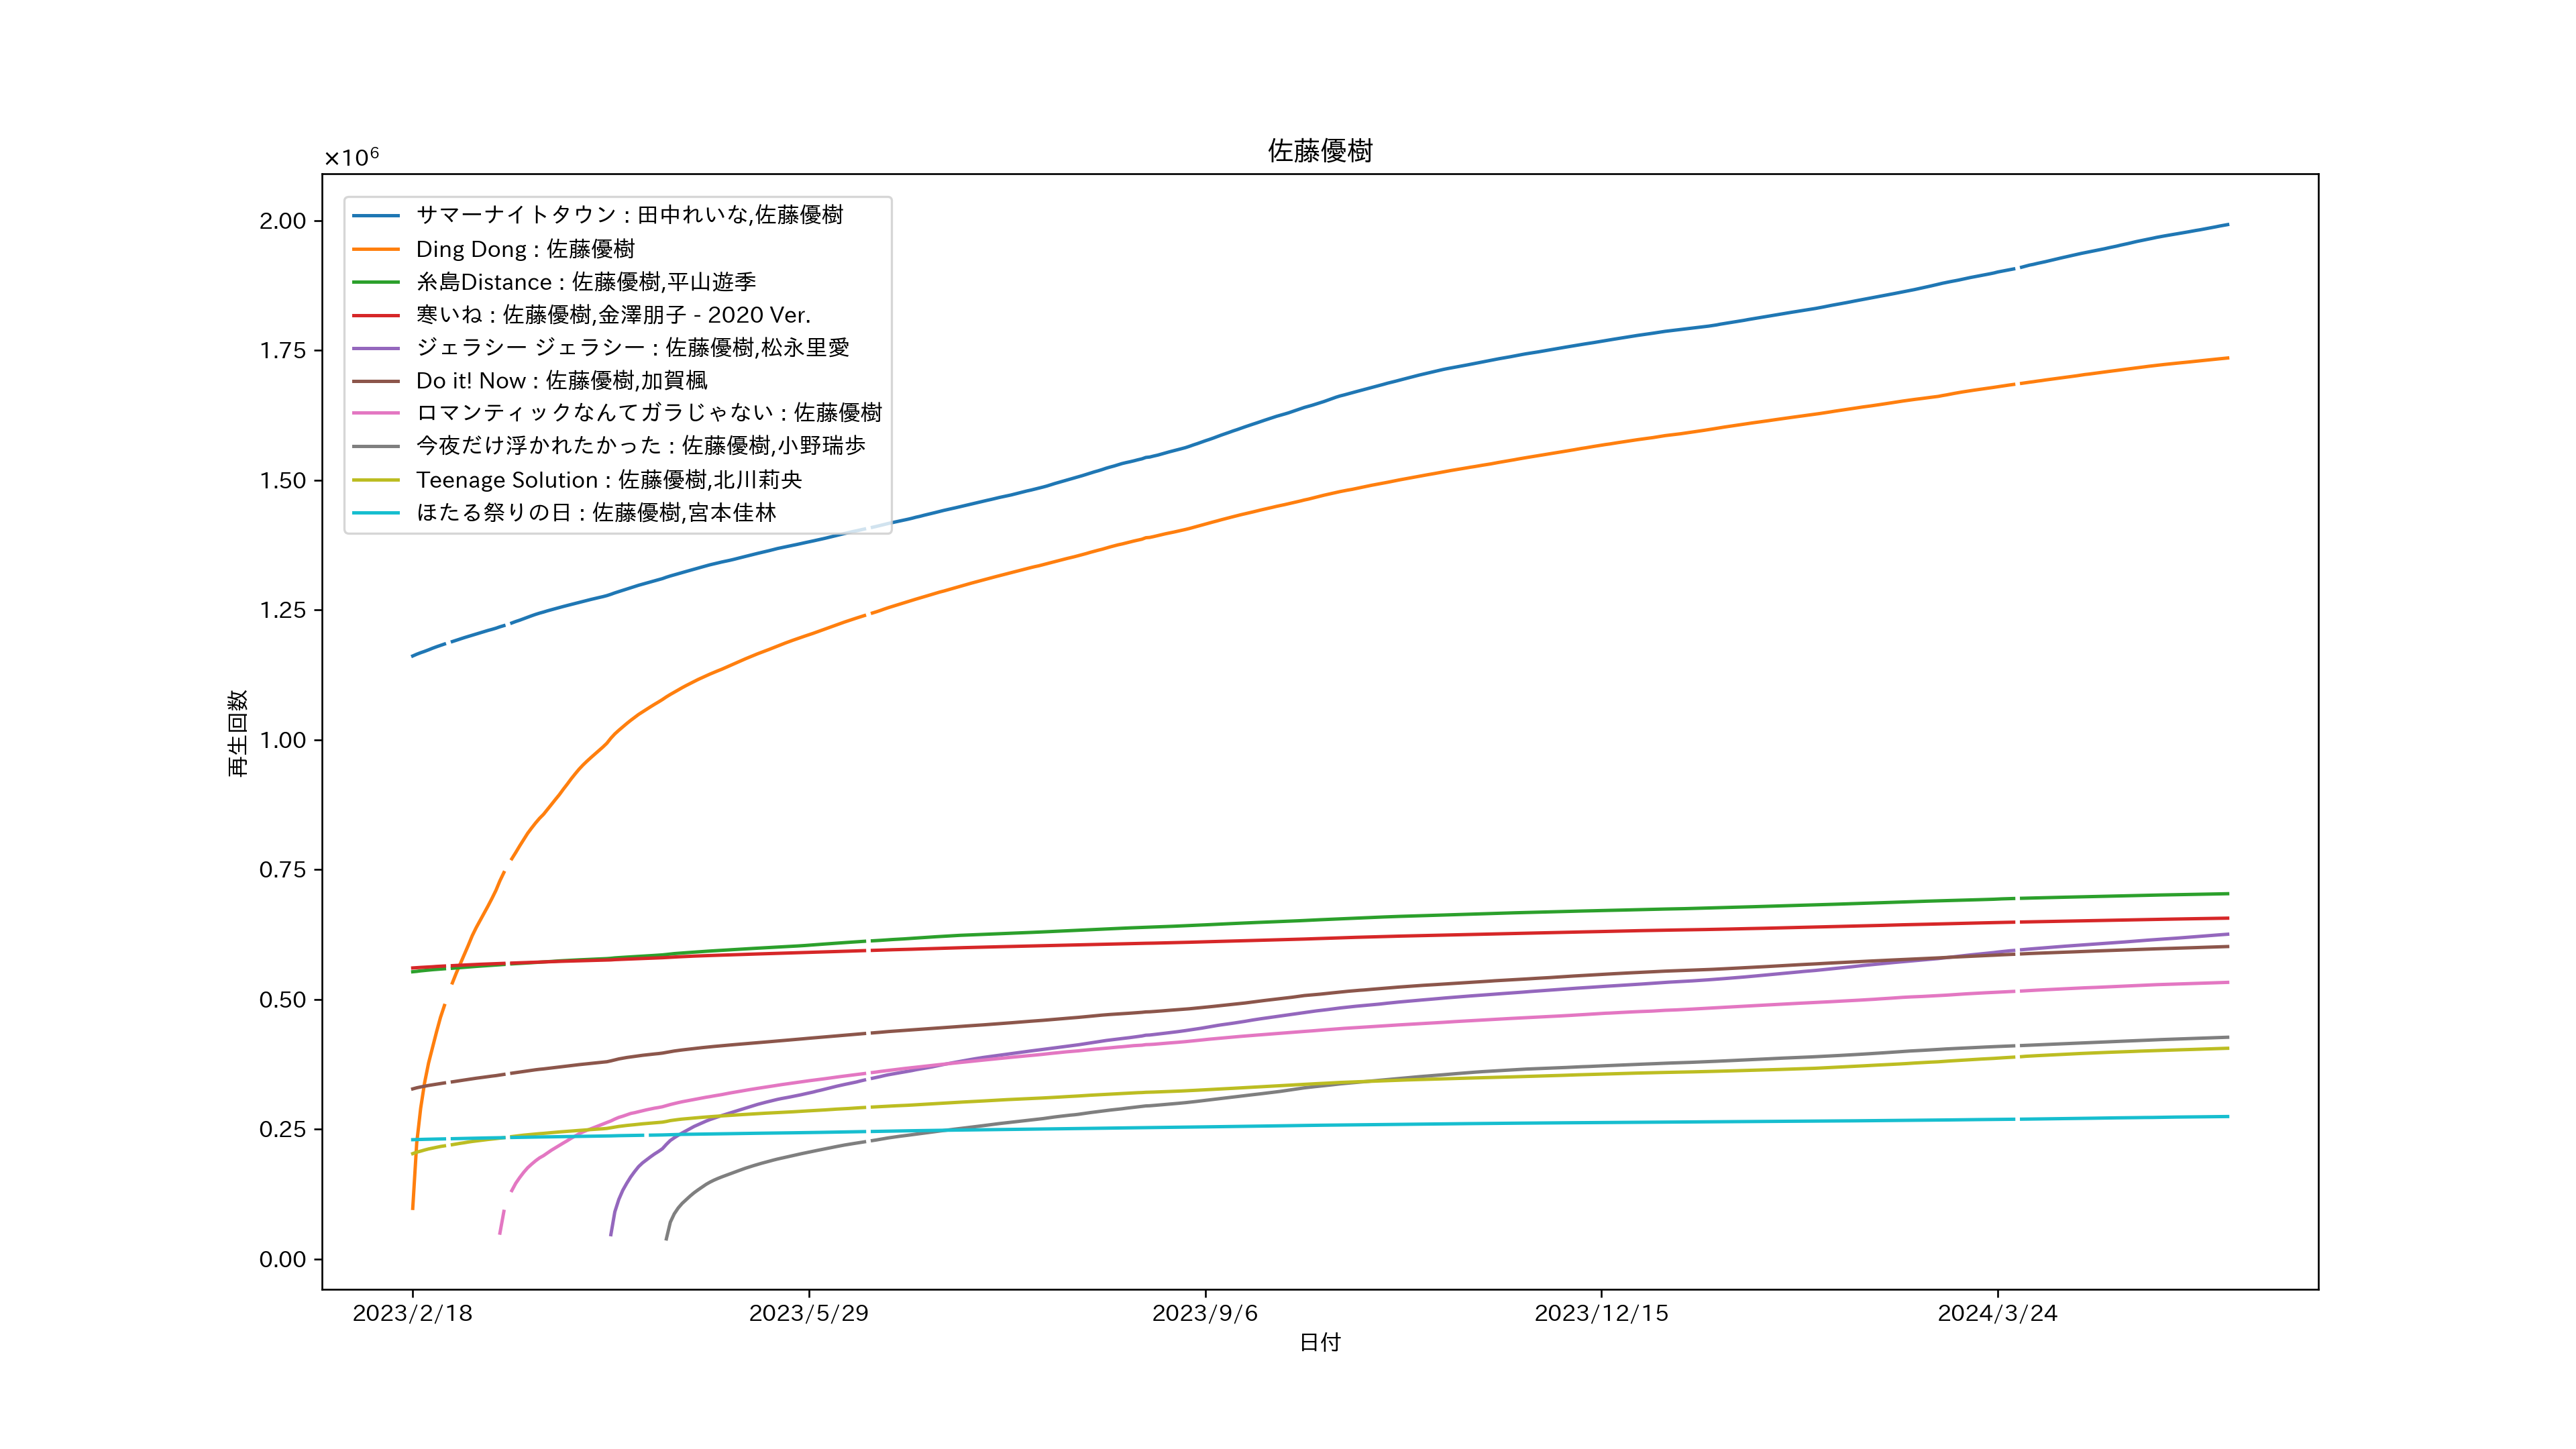 佐藤優樹
×10⁶
サマーナイトタウン : 田中れいな,佐藤優樹
Ding Dong : 佐藤優樹
糸島Distance : 佐藤優樹,平山遊季
寒いね : 佐藤優樹,金澤朋子 - 2020 Ver.
ジェラシー ジェラシー : 佐藤優樹,松永里愛
Do it! Now : 佐藤優樹,加賀楓
ロマンティックなんてガラじゃない : 佐藤優樹
今夜だけ浮かれたかった : 佐藤優樹,小野瑞歩
Teenage Solution : 佐藤優樹,北川莉央
ほたる祭りの日 : 佐藤優樹,宮本佳林
2.00
1.75
1.50
1.25
1.00
0.75
0.50
0.25
0.00
再生回数
2023/2/18
2023/5/29
2023/9/6
2023/12/15
2024/3/24
日付